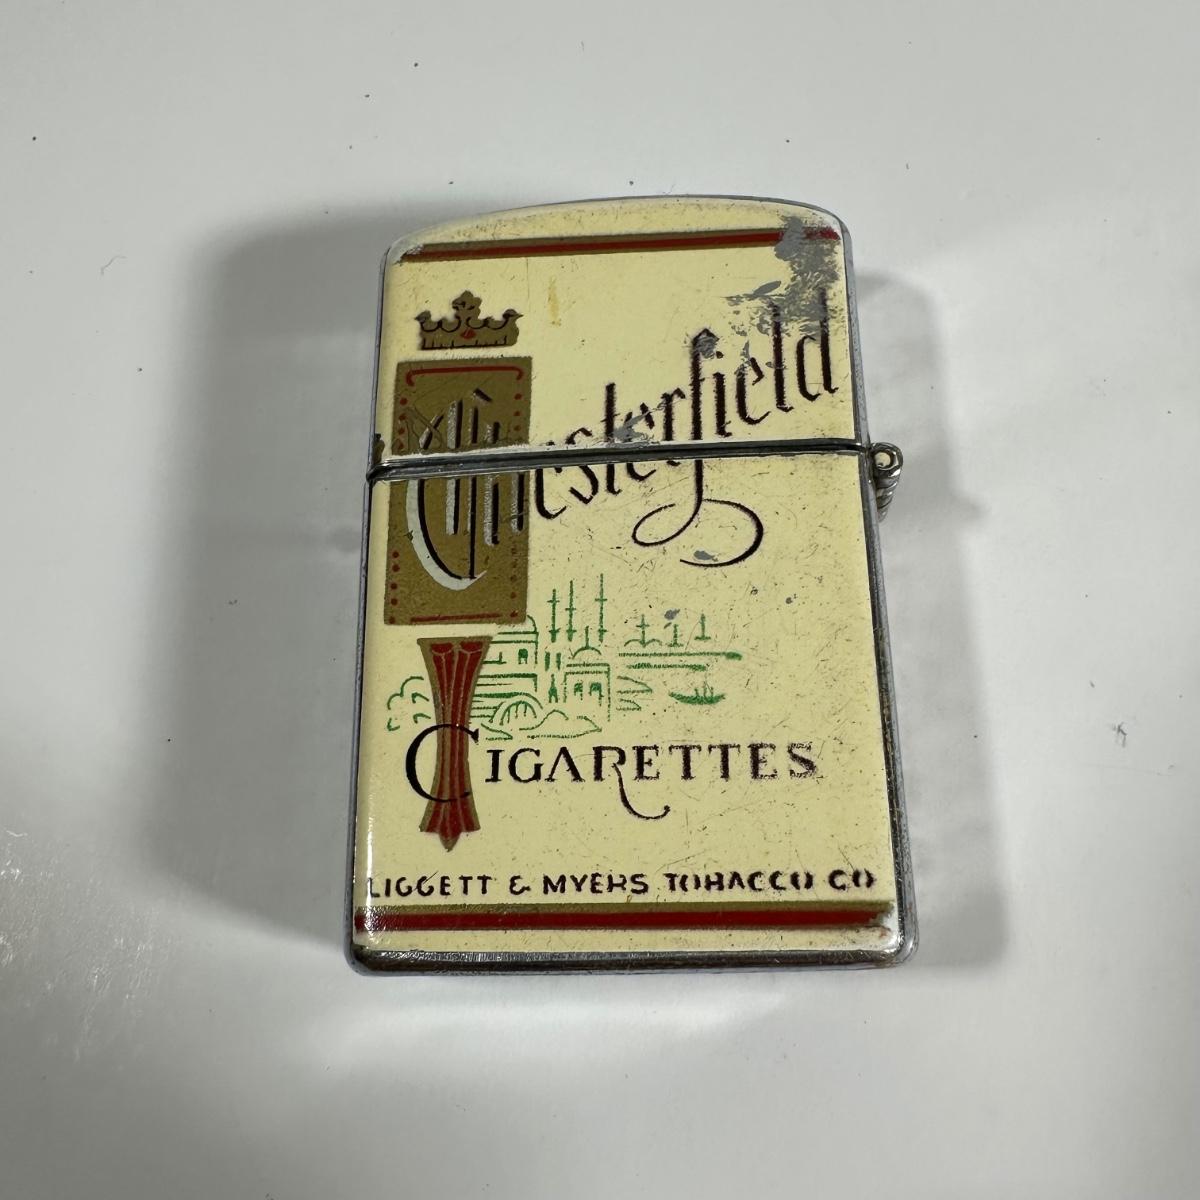 Chesterfield
CIGARETTES
LIGGETT & MYERS TOBACCO CO